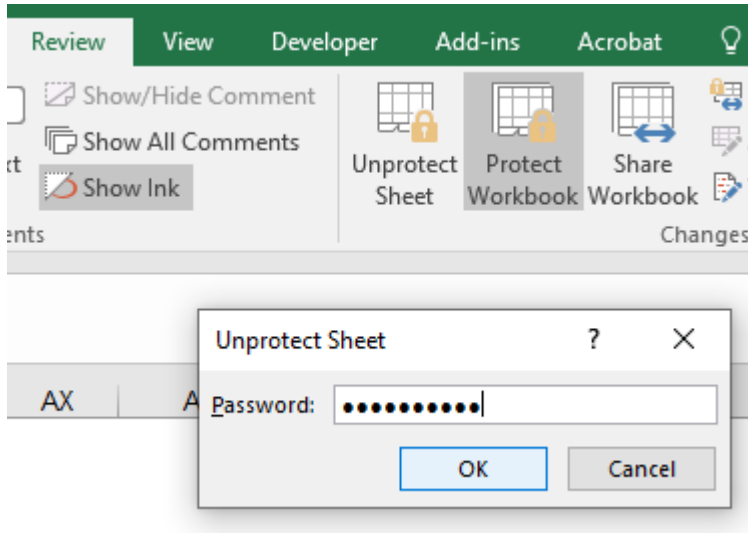 Review View Developer Add-ins Acrobat
Show/Hide Comment
Show All Comments
Show Ink
Unprotect Sheet
Protect Workbook
Share Workbook
Changes
Unprotect Sheet ? X
AX
A
Password: ••••••••••
OK Cancel